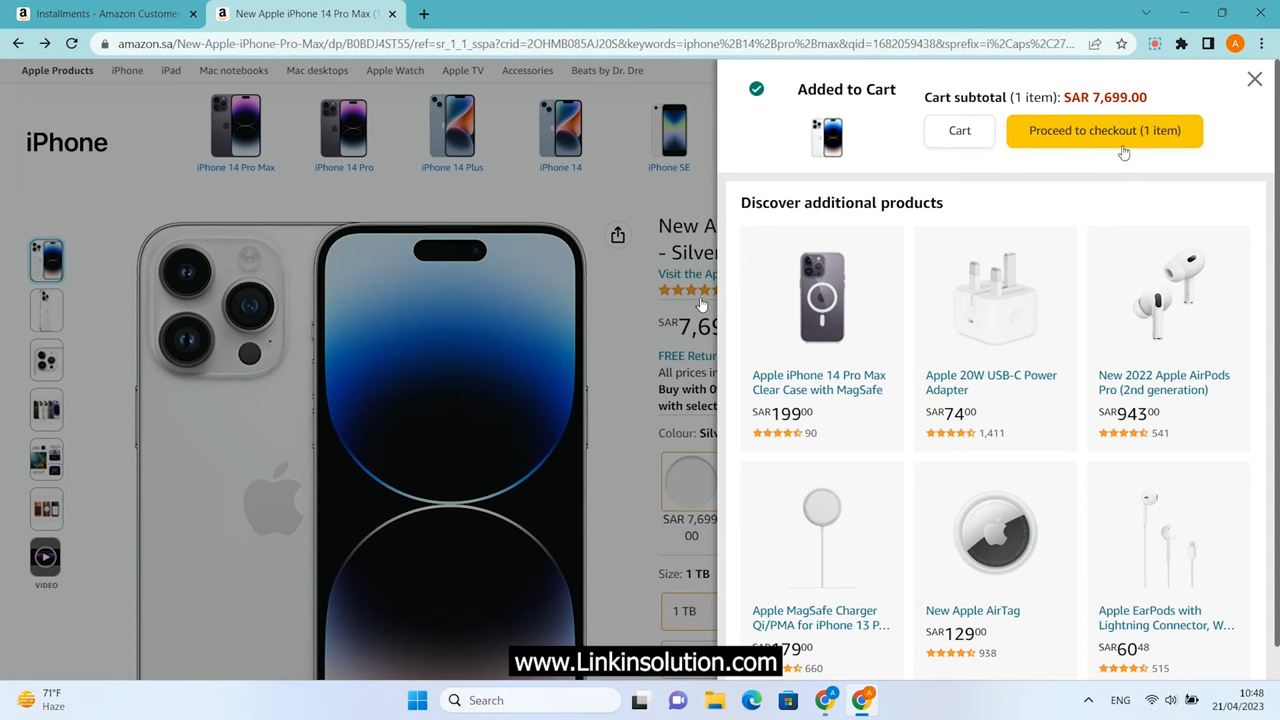 Installments - Amazon Customer
New Apple iPhone 14 Pro Max (1
amazon.sa/New-Apple-iPhone-Pro-Max/dp/B0BDJ4ST55/ref=sr_1_1_sspa?crid=2OHMB085AJ20S&keywords=iphone%2B14%2Bpro%2Bmax&qid=1682059438&sprefix=i%2Caps%2C27...
A
Apple Products
iPhone
iPad
Mac notebooks
Mac desktops
Apple Watch
Apple TV
Accessories
Beats by Dr. Dre
iPhone
iPhone 14 Pro Max
iPhone 14 Pro
iPhone 14 Plus
iPhone 14
iPhone SE
New A
- Silver
Visit the Ap
SAR 7,69
FREE Retur
All prices in
Buy with 0
with select
Colour: Silv
SAR 7,699
00
Size: 1 TB
1 TB
VIDEO
Added to Cart
Cart subtotal (1 item): SAR 7,699.00
Cart
Proceed to checkout (1 item)
Discover additional products
Apple iPhone 14 Pro Max
Clear Case with MagSafe
SAR 199 00
90
Apple 20W USB-C Power
Adapter
SAR 74 00
1,411
New 2022 Apple AirPods
Pro (2nd generation)
SAR 943 00
541
Apple MagSafe Charger
Qi/PMA for iPhone 13 P...
179 00
660
New Apple AirTag
SAR 129 00
938
Apple EarPods with
Lightning Connector, W...
SAR 60 48
515
www.Linkinsolution.com
71°F
Haze
Search
ENG
10:48
21/04/2023